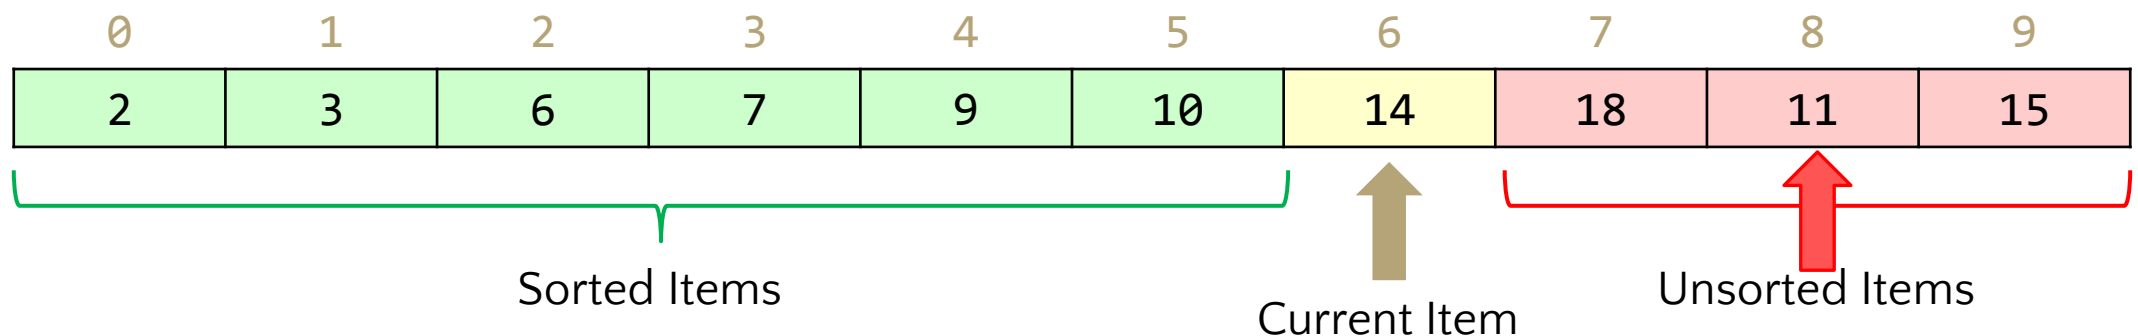 0 1 2 3 4 5 6 7 8 9
2 3 6 7 9 10 14 18 11 15
Sorted Items
Current Item
Unsorted Items